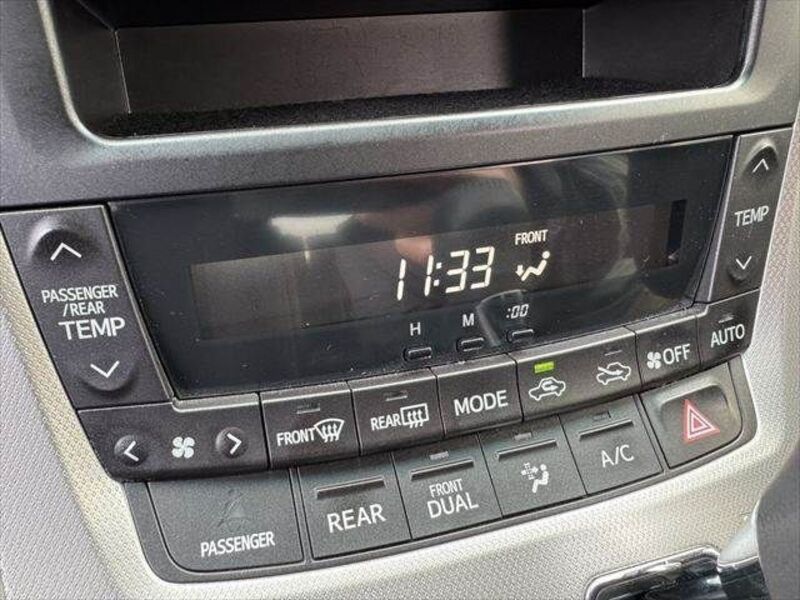 TEMP
PASSENGER
/REAR
TEMP
FRONT
11:33
H M :00
FRONT
REAR
MODE
OFF
AUTO
PASSENGER
REAR
FRONT
DUAL
A/C